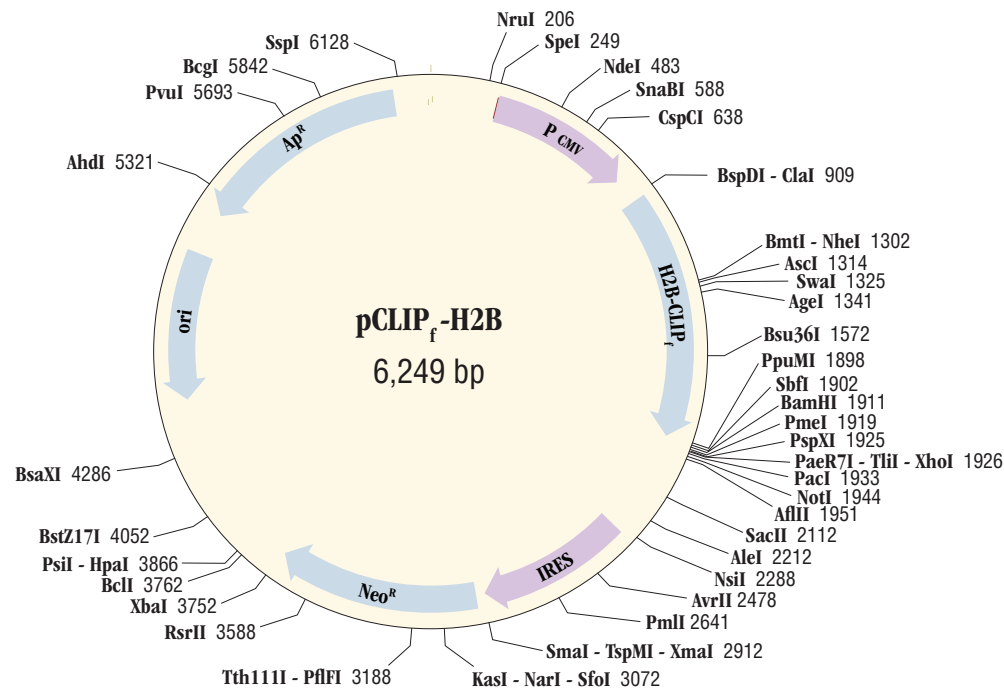 NruI 206
SpeI 249
NdeI 483
SnaBI 588
CspCI 638
BspDI - ClaI 909
BmtI - NheI 1302
AscI 1314
SwaI 1325
AgeI 1341
Bsu36I 1572
PpuMI 1898
SbfI 1902
BamHI 1911
PmeI 1919
PspXI 1925
PaeR7I - TliI - XhoI 1926
PacI 1933
NotI 1944
AflII 1951
SacII 2112
AleI 2212
NsiI 2288
AvrII 2478
PmlI 2641
SmaI - TspMI - XmaI 2912
KasI - NarI - SfoI 3072
Tth111I - PflFI 3188
RsrII 3588
XbaI 3752
BclI 3762
PsiI - HpaI 3866
BstZ17I 4052
BsaXI 4286
AhdI 5321
PvuI 5693
BcgI 5842
SspI 6128
P CMV
H2B-CLIPf
IRES
NeoR
ori
ApR
pCLIPf-H2B
6,249 bp